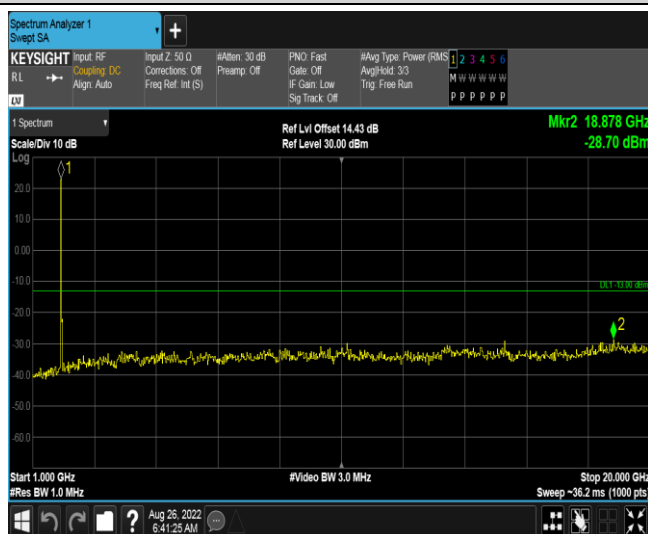 Spectrum Analyzer 1
Swept SA
+
KEYSIGHT
RL
LXI
Input: RF
Coupling: DC
Align: Auto
Input Z: 50 Ω
Corrections: Off
Freq Ref: Int (S)
#Atten: 30 dB
Preamp: Off
PNO: Fast
Gate: Off
IF Gain: Low
Sig Track: Off
#Avg Type: Power (RMS
Avg|Hold: 3/3
Trig: Free Run
1 2 3 4 5 6
M W W W W W
P P P P P P
1 Spectrum
Scale/Div 10 dB
Ref Lvl Offset 14.43 dB
Ref Level 30.00 dBm
Mkr2 18.878 GHz
-28.70 dBm
Log
1
20.0
10.0
0.00
-10.0
DL1 -13.00 dBm
-20.0
2
-30.0
-40.0
-50.0
-60.0
Start 1.000 GHz
#Res BW 1.0 MHz
#Video BW 3.0 MHz
Stop 20.000 GHz
Sweep ~36.2 ms (1000 pts)
?
Aug 26, 2022
6:41:25 AM